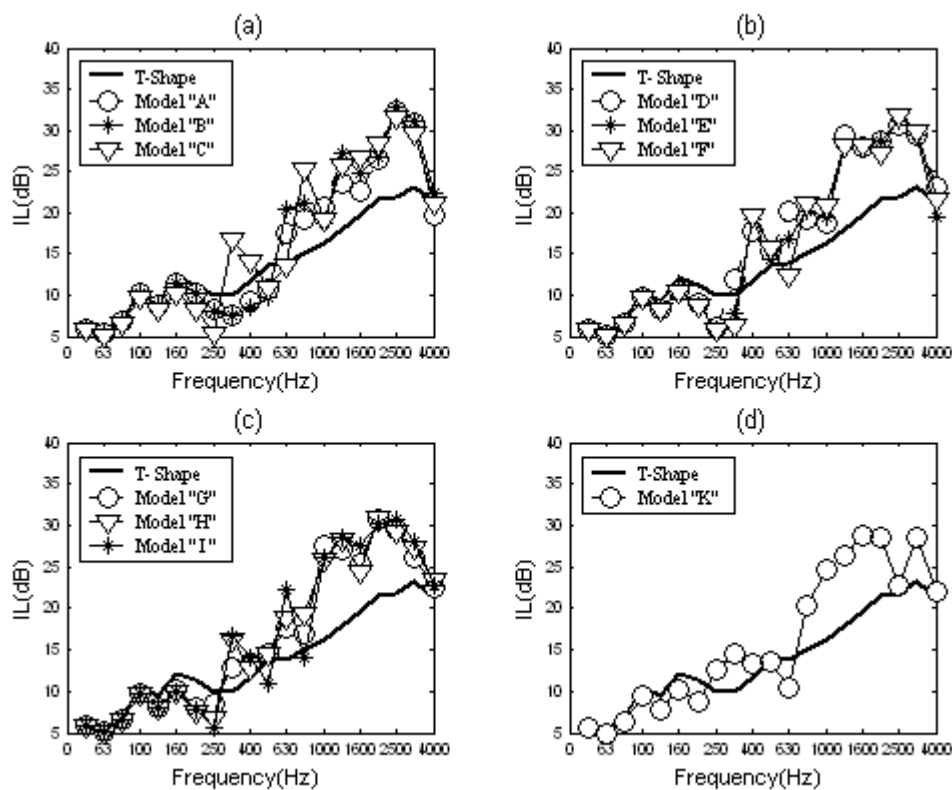 (a)
IL(dB)
40
35
30
25
20
15
10
5
T-Shape
Model "A"
Model "B"
Model "C"
0 63 100 160 250 400 630 1000 1600 2500 4000
Frequency(Hz)
(b)
IL(dB)
40
35
30
25
20
15
10
5
T-Shape
Model "D"
Model "E"
Model "F"
0 63 100 160 250 400 630 1000 1600 2500 4000
Frequency(Hz)
(c)
IL(dB)
40
35
30
25
20
15
10
5
T- Shape
Model "G"
Model "H"
Model "I"
0 63 100 160 250 400 630 1000 1600 2500 4000
Frequency(Hz)
(d)
IL(dB)
40
35
30
25
20
15
10
5
T-Shape
Model "K"
0 63 100 160 250 400 630 1000 1600 2500 4000
Frequency(Hz)